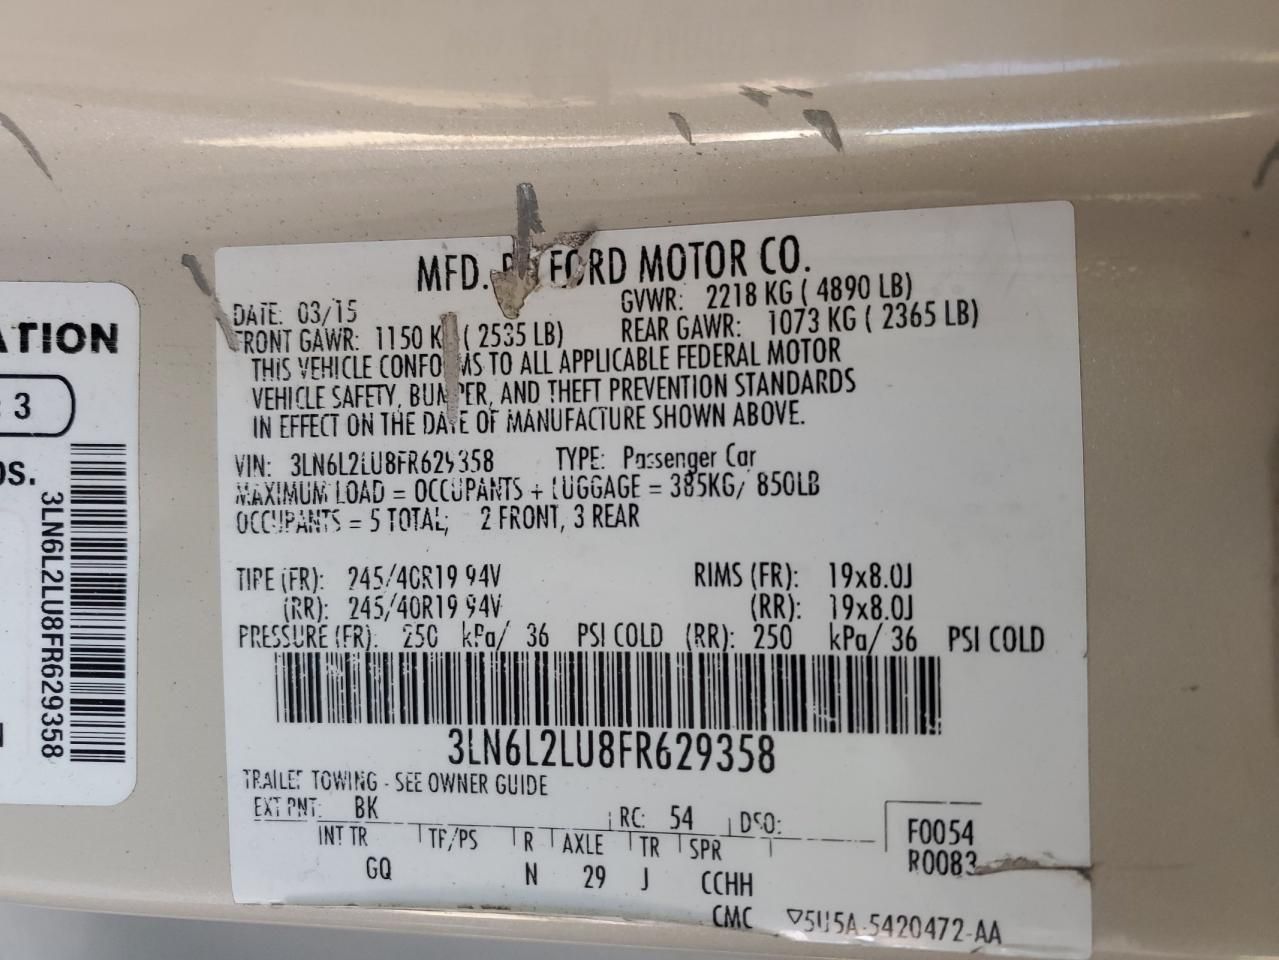 ATION
3
OS.
3LN6L2LU8FR629358
MFD. BY FORD MOTOR CO.
DATE: 03/15 GVWR: 2218 KG ( 4890 LB)
FRONT GAWR: 1150 KG ( 2535 LB) REAR GAWR: 1073 KG ( 2365 LB)
THIS VEHICLE CONFORMS TO ALL APPLICABLE FEDERAL MOTOR
VEHICLE SAFETY, BUMPER, AND THEFT PREVENTION STANDARDS
IN EFFECT ON THE DATE OF MANUFACTURE SHOWN ABOVE.
VIN: 3LN6L2LU8FR629358 TYPE: Passenger Car
MAXIMUM LOAD = OCCUPANTS + LUGGAGE = 385KG/ 850LB
OCCUPANTS = 5 TOTAL; 2 FRONT, 3 REAR
TIRE (FR): 245/40R19 94V RIMS (FR): 19x8.0J
(RR): 245/40R19 94V (RR): 19x8.0J
PRESSURE (FR): 250 kPa/ 36 PSI COLD (RR): 250 kPa/ 36 PSI COLD
3LN6L2LU8FR629358
TRAILER TOWING - SEE OWNER GUIDE
EXT PNT: BK RC: 54 DSO:
INT TR TF/PS R AXLE TR SPR F0054
GQ N 29 J CCHH R0083
CMC ▽5U5A-5420472-AA